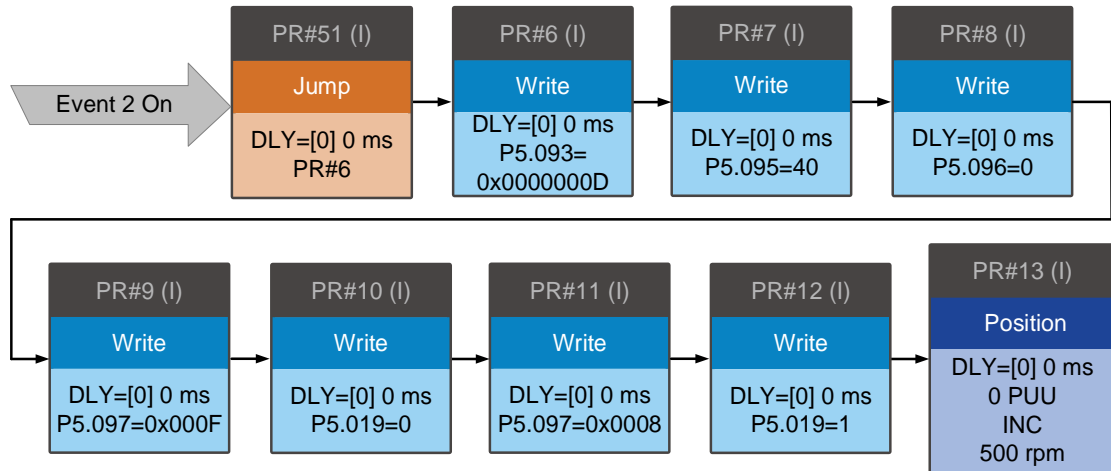 Event 2 On
PR#51 (I)
Jump
DLY=[0] 0 ms
PR#6
PR#6 (I)
Write
DLY=[0] 0 ms
P5.093=
0x0000000D
PR#7 (I)
Write
DLY=[0] 0 ms
P5.095=40
PR#8 (I)
Write
DLY=[0] 0 ms
P5.096=0
PR#9 (I)
Write
DLY=[0] 0 ms
P5.097=0x000F
PR#10 (I)
Write
DLY=[0] 0 ms
P5.019=0
PR#11 (I)
Write
DLY=[0] 0 ms
P5.097=0x0008
PR#12 (I)
Write
DLY=[0] 0 ms
P5.019=1
PR#13 (I)
Position
DLY=[0] 0 ms
0 PUU
INC
500 rpm